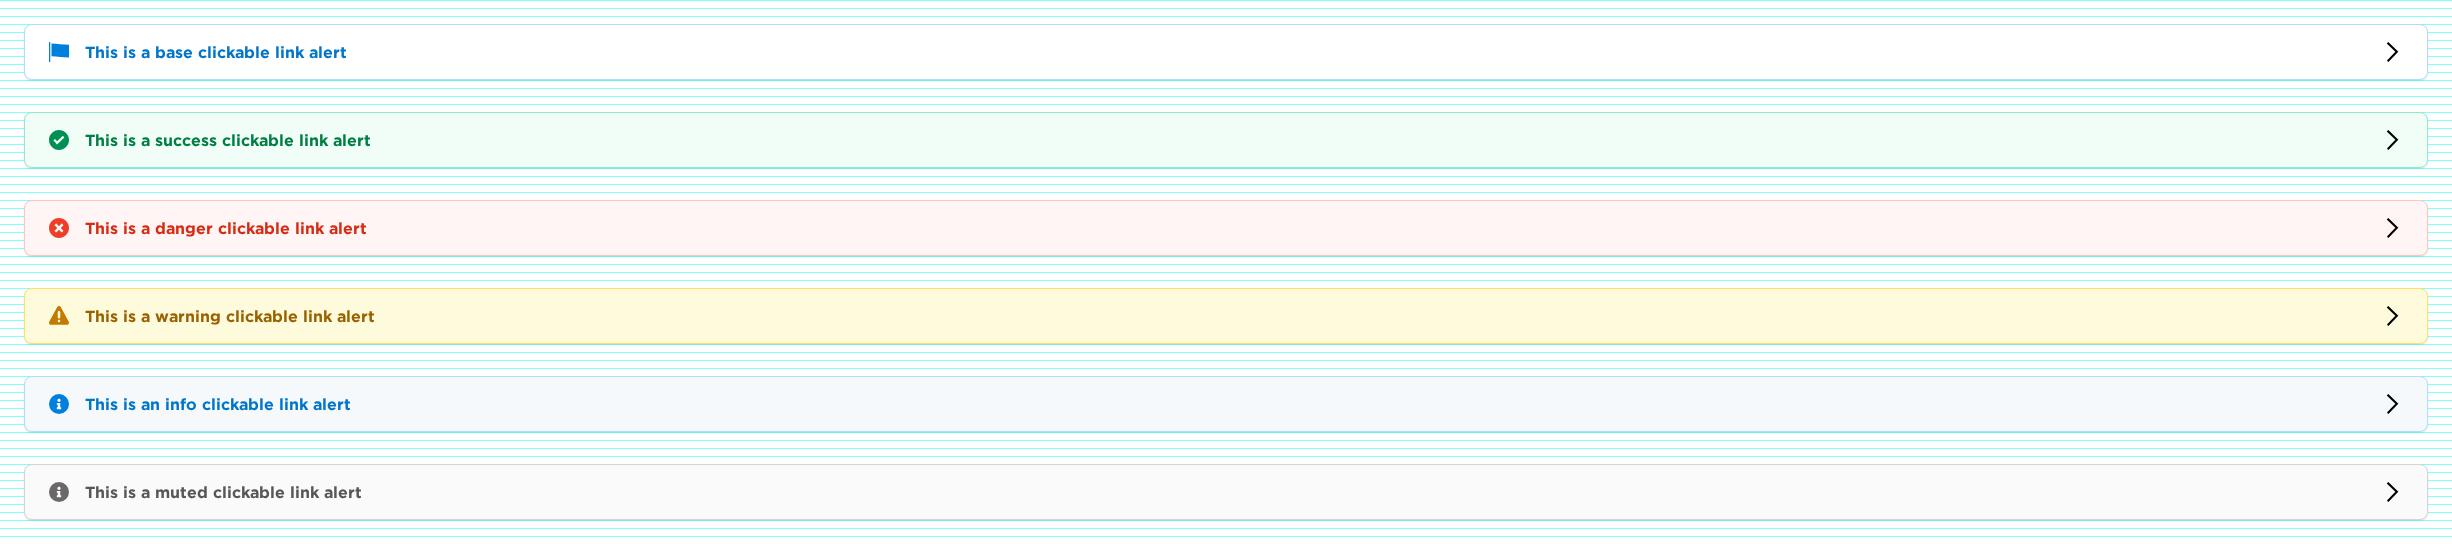 This is a base clickable link alert
This is a success clickable link alert
This is a danger clickable link alert
This is a warning clickable link alert
This is an info clickable link alert
This is a muted clickable link alert